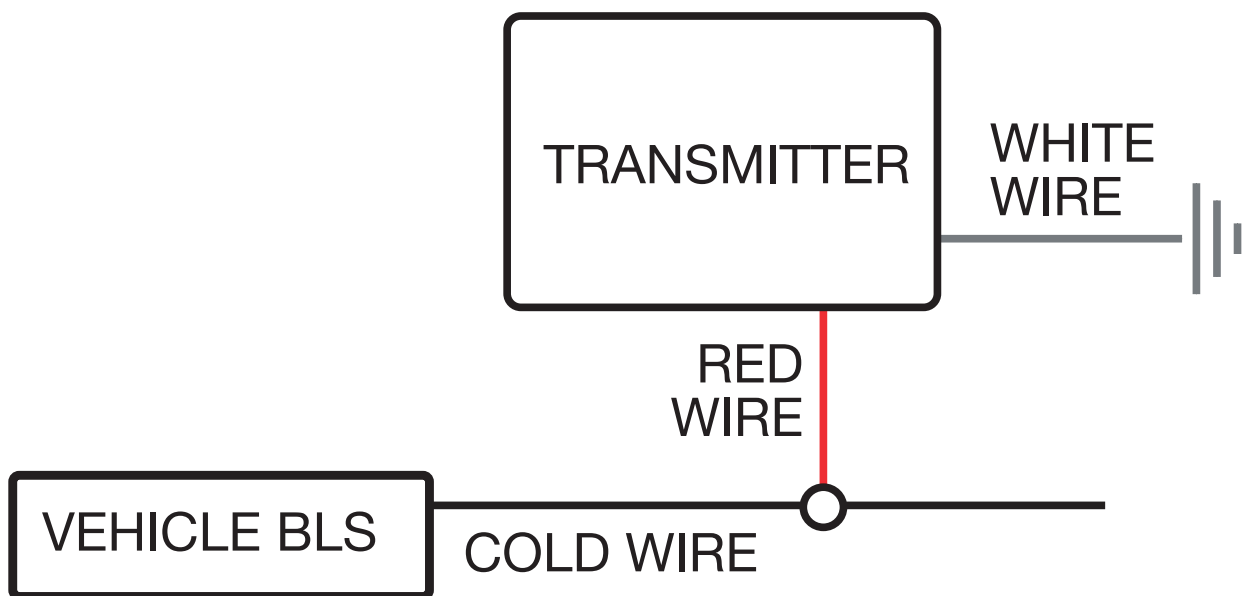 TRANSMITTER
WHITE
WIRE
RED
WIRE
VEHICLE BLS
COLD WIRE